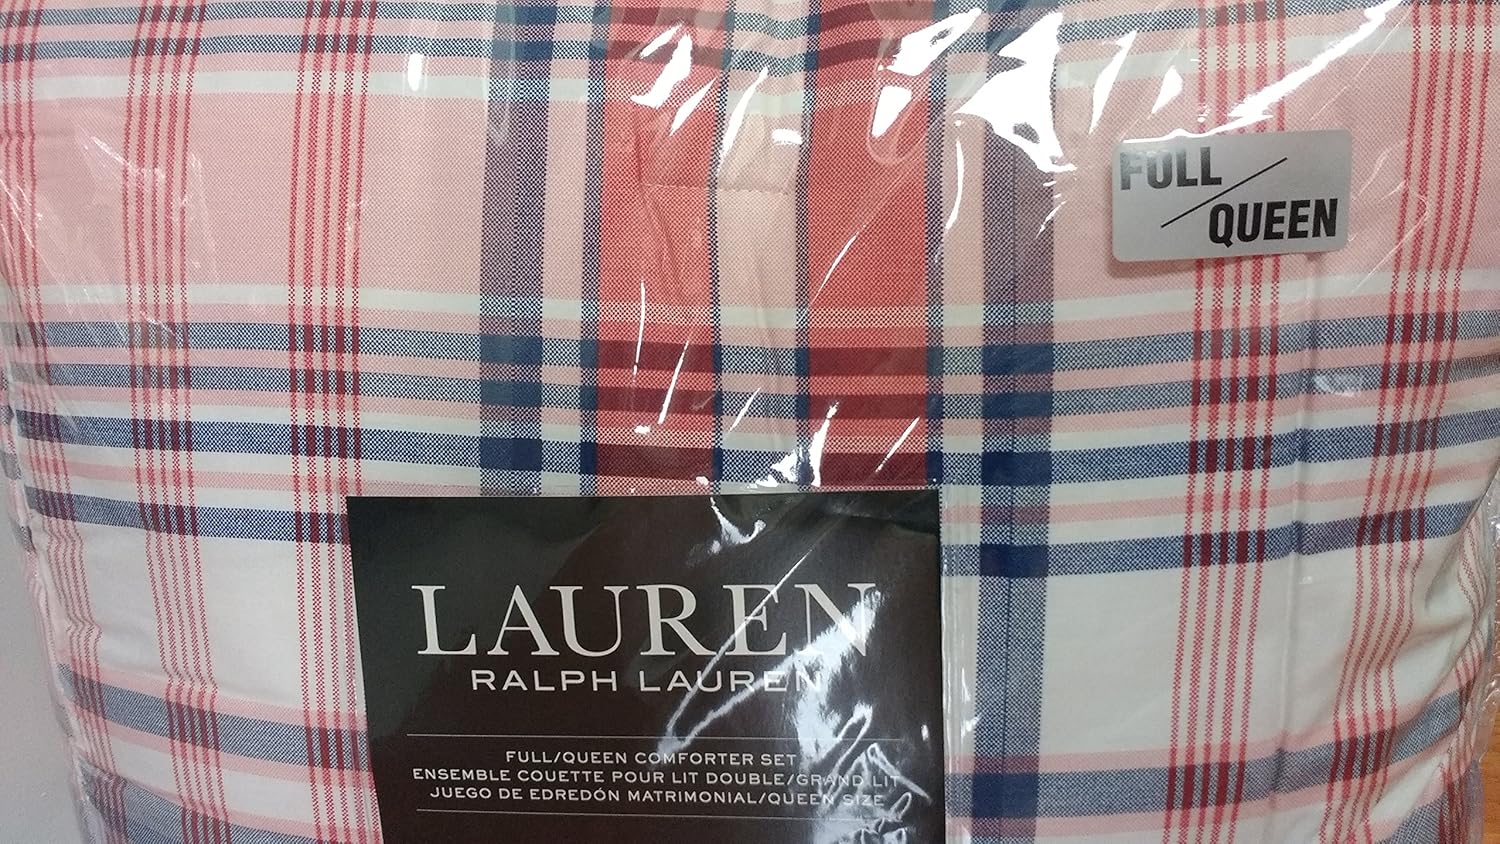 FULL
QUEEN
LAUREN
RALPH LAUREN
FULL/QUEEN COMFORTER SET
ENSEMBLE COUETTE POUR LIT DOUBLE/GRAND LIT
JUEGO DE EDREDÓN MATRIMONIAL/QUEEN SIZE